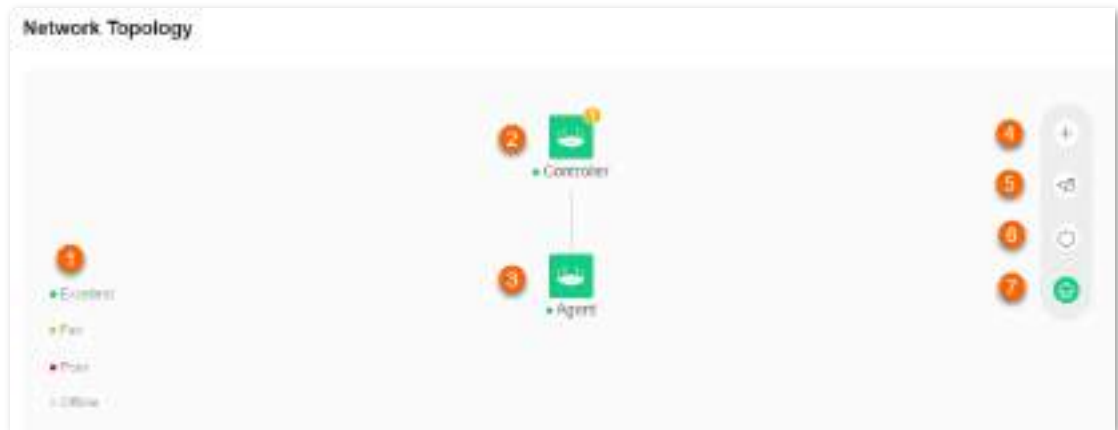 Network Topology
2
4
• Controller
5
6
1
3
7
• Excellent
• Agent
• Fair
• Poor
Offline